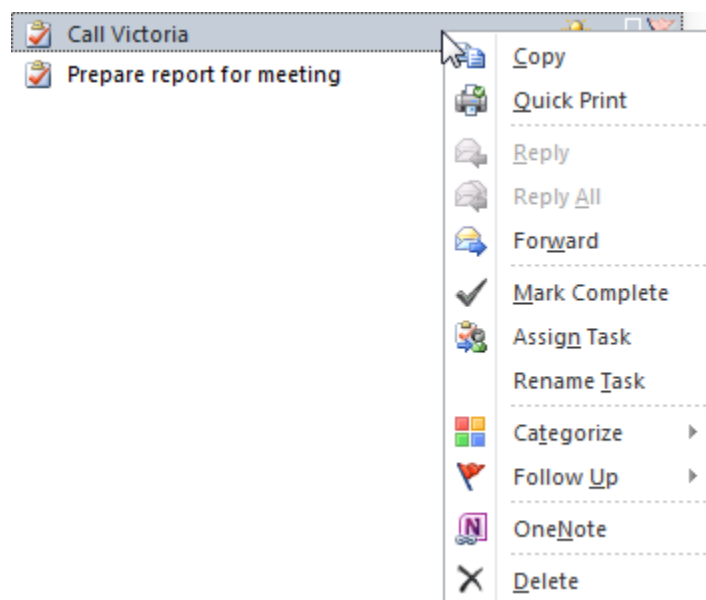 Call Victoria
Prepare report for meeting
Copy
Quick Print
Reply
Reply All
Forward
Mark Complete
Assign Task
Rename Task
Categorize
Follow Up
OneNote
Delete